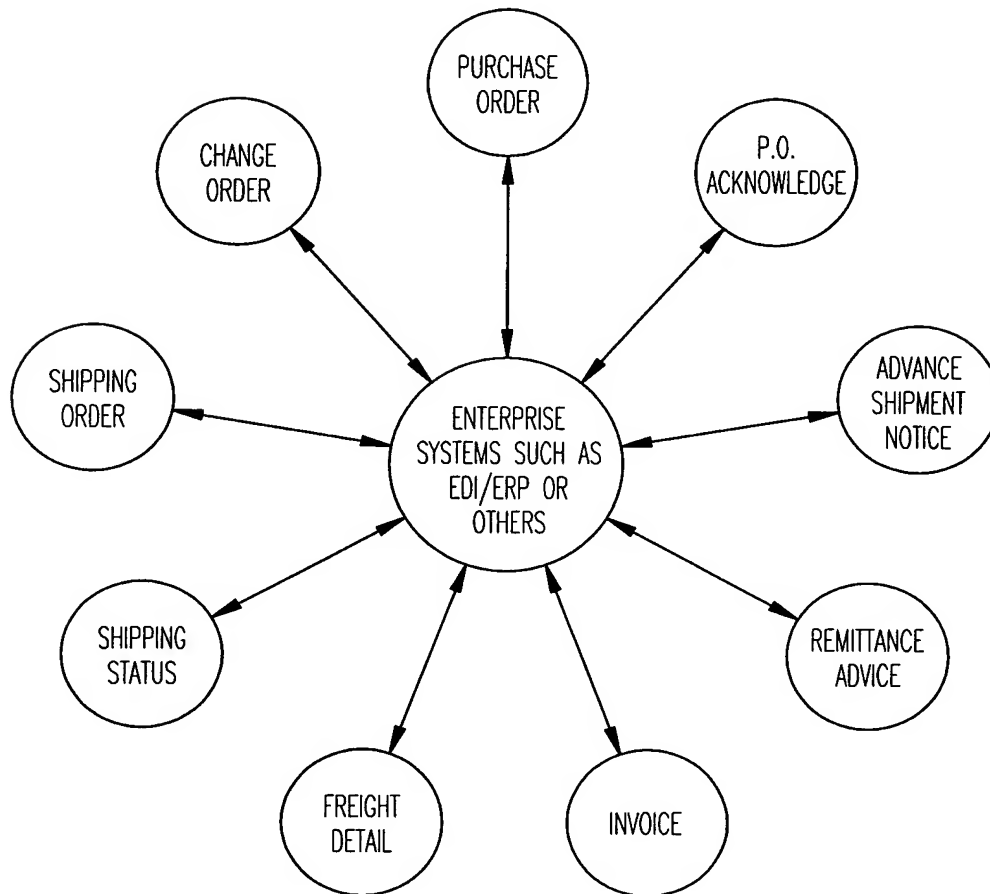 PURCHASE
ORDER
P.O.
ACKNOWLEDGE
ADVANCE
SHIPMENT
NOTICE
REMITTANCE
ADVICE
INVOICE
FREIGHT
DETAIL
SHIPPING
STATUS
SHIPPING
ORDER
CHANGE
ORDER
ENTERPRISE
SYSTEMS SUCH AS
EDI/ERP OR
OTHERS